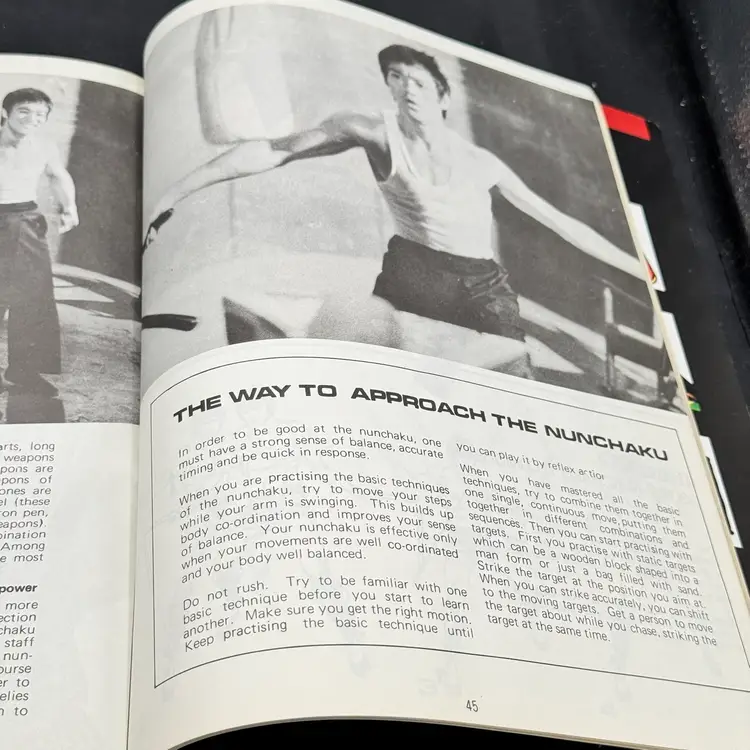 arts, long
weapons
pons are
pons of
ones are
el (these
ron pen,
eapons).
bination
Among
e most
power
more
ection
chaku
staff
nun-
ourse
er to
elies
n to
THE WAY TO APPROACH THE NUNCHAKU
In order to be good at the nunchaku, one
must have a strong sense of balance, accurate
timing and be quick in response.
When you are practising the basic techniques
of the nunchaku, try to move your steps
while your arm is swinging. This builds up
body co-ordination and improves your sense
of balance. Your nunchaku is effective only
when your movements are well co-ordinated
and your body well balanced.
Do not rush. Try to be familiar with one
basic technique before you start to learn
another. Make sure you get the right motion.
Keep practising the basic technique until
you can play it by reflex action
When you have mastered all the basic
techniques, try to combine them together in
one single, continuous move, putting them
together in different combinations and
sequences. Then you can start practising with
targets. First you practise with static targets
which can be a wooden block shaped into a
man form or just a bag filled with sand.
Strike the target at the position you aim at.
When you can strike accurately, you can shift
to the moving targets. Get a person to move
the target about while you chase, striking the
target at the same time.
45